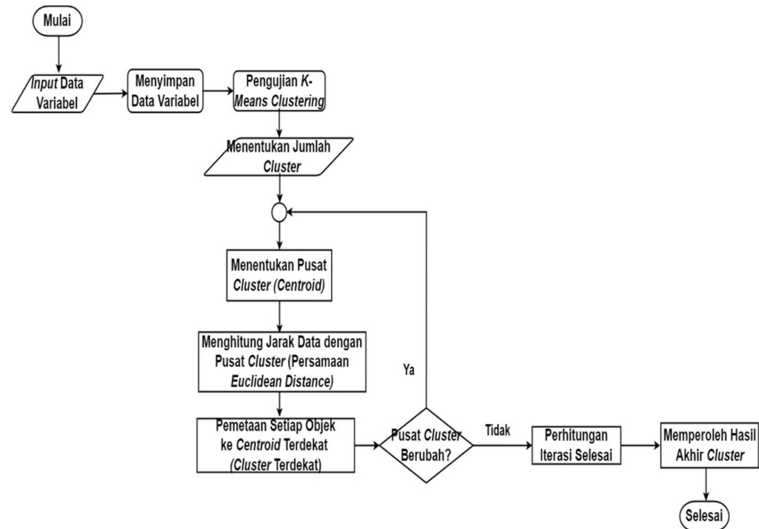 Mulai
Input Data
Variabel
Menyimpan
Data Variabel
Pengujian K-
Means Clustering
Menentukan Jumlah
Cluster
Menentukan Pusat
Cluster (Centroid)
Menghitung Jarak Data dengan
Pusat Cluster (Persamaan
Euclidean Distance)
Ya
Pemetaan Setiap Objek
ke Centroid Terdekat
(Cluster Terdekat)
Pusat Cluster
Berubah?
Tidak
Perhitungan
Iterasi Selesai
Memperoleh Hasil
Akhir Cluster
Selesai